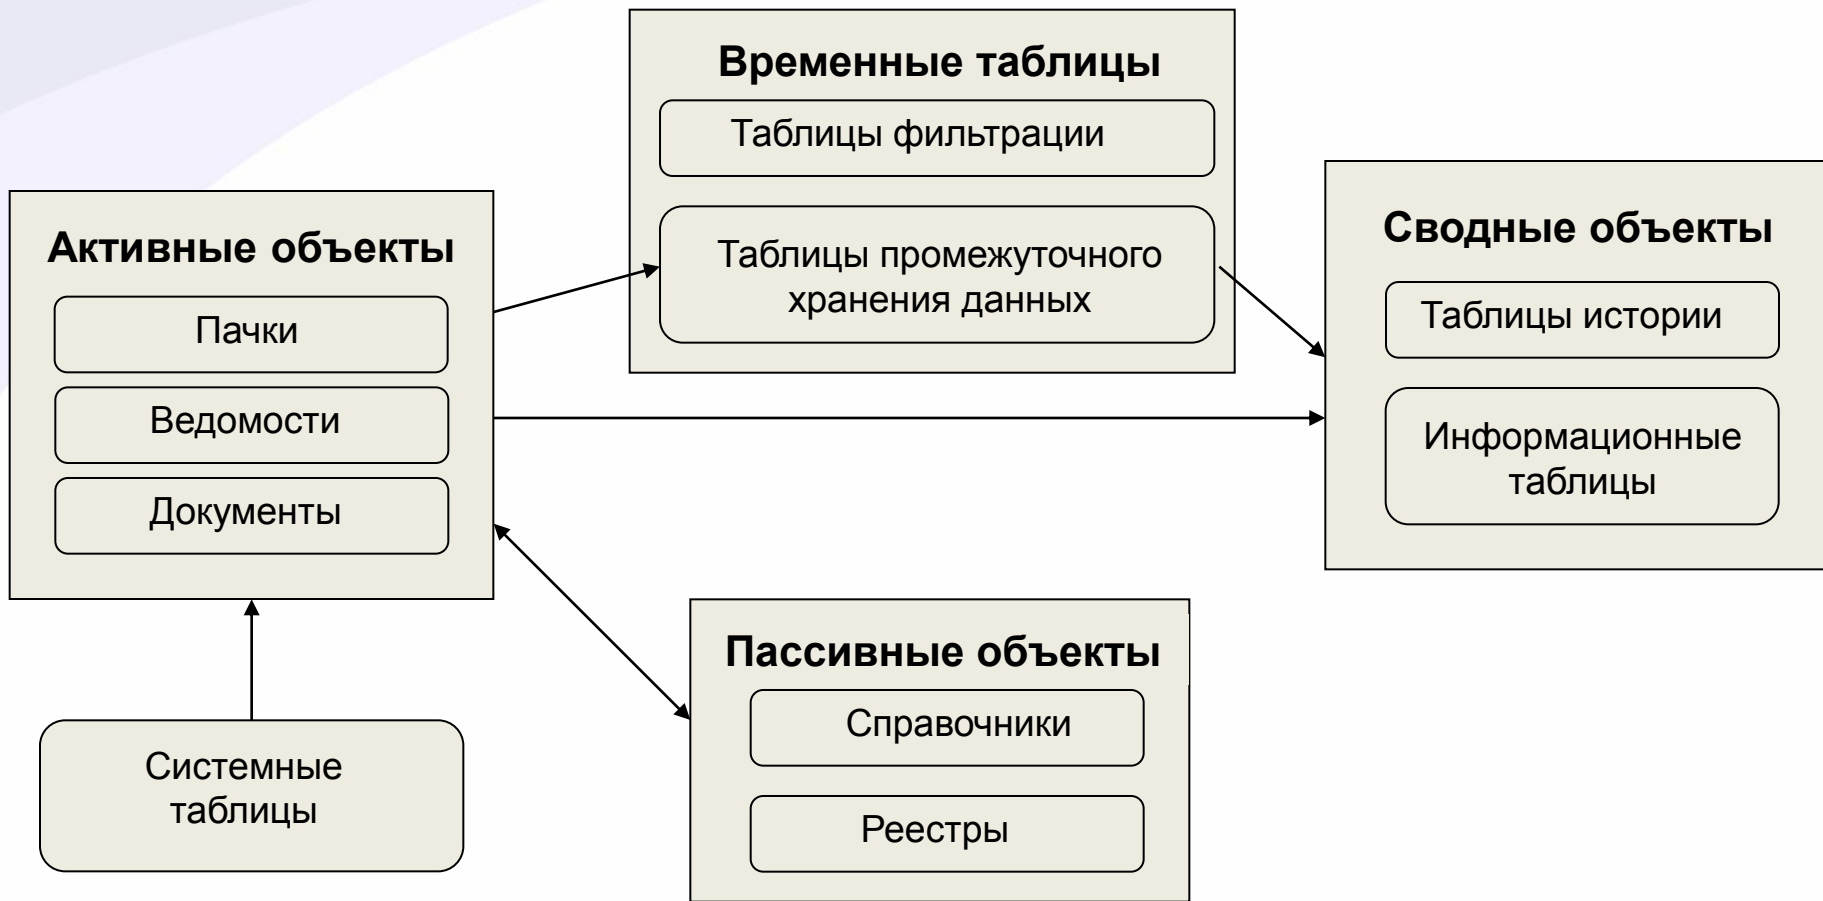 Временные таблицы
Таблицы фильтрации
Таблицы промежуточного
хранения данных
Активные объекты
Пачки
Ведомости
Документы
Сводные объекты
Таблицы истории
Информационные
таблицы
Системные
таблицы
Пассивные объекты
Справочники
Реестры